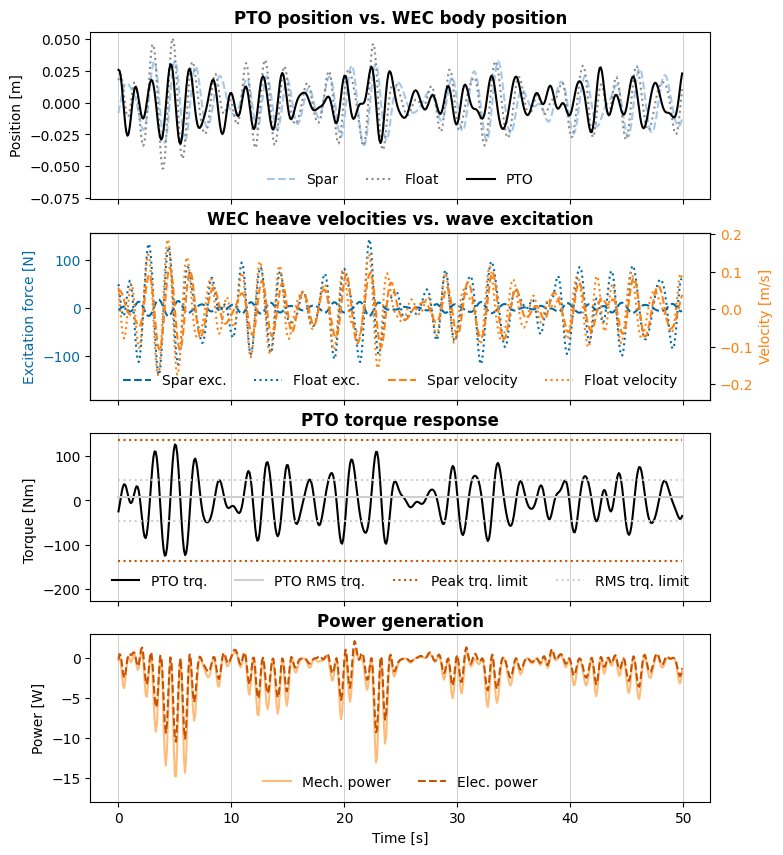 PTO position vs. WEC body position
0.050
0.025
0.000
−0.025
−0.050
−0.075
Position [m]
Spar Float PTO
WEC heave velocities vs. wave excitation
100
0
−100
Excitation force [N]
0.2
0.1
0.0
−0.1
−0.2
Velocity [m/s]
Spar exc. Float exc. Spar velocity Float velocity
PTO torque response
100
0
−100
−200
Torque [Nm]
PTO trq. PTO RMS trq. Peak trq. limit RMS trq. limit
Power generation
0
−5
−10
−15
Power [W]
Mech. power Elec. power
0 10 20 30 40 50
Time [s]